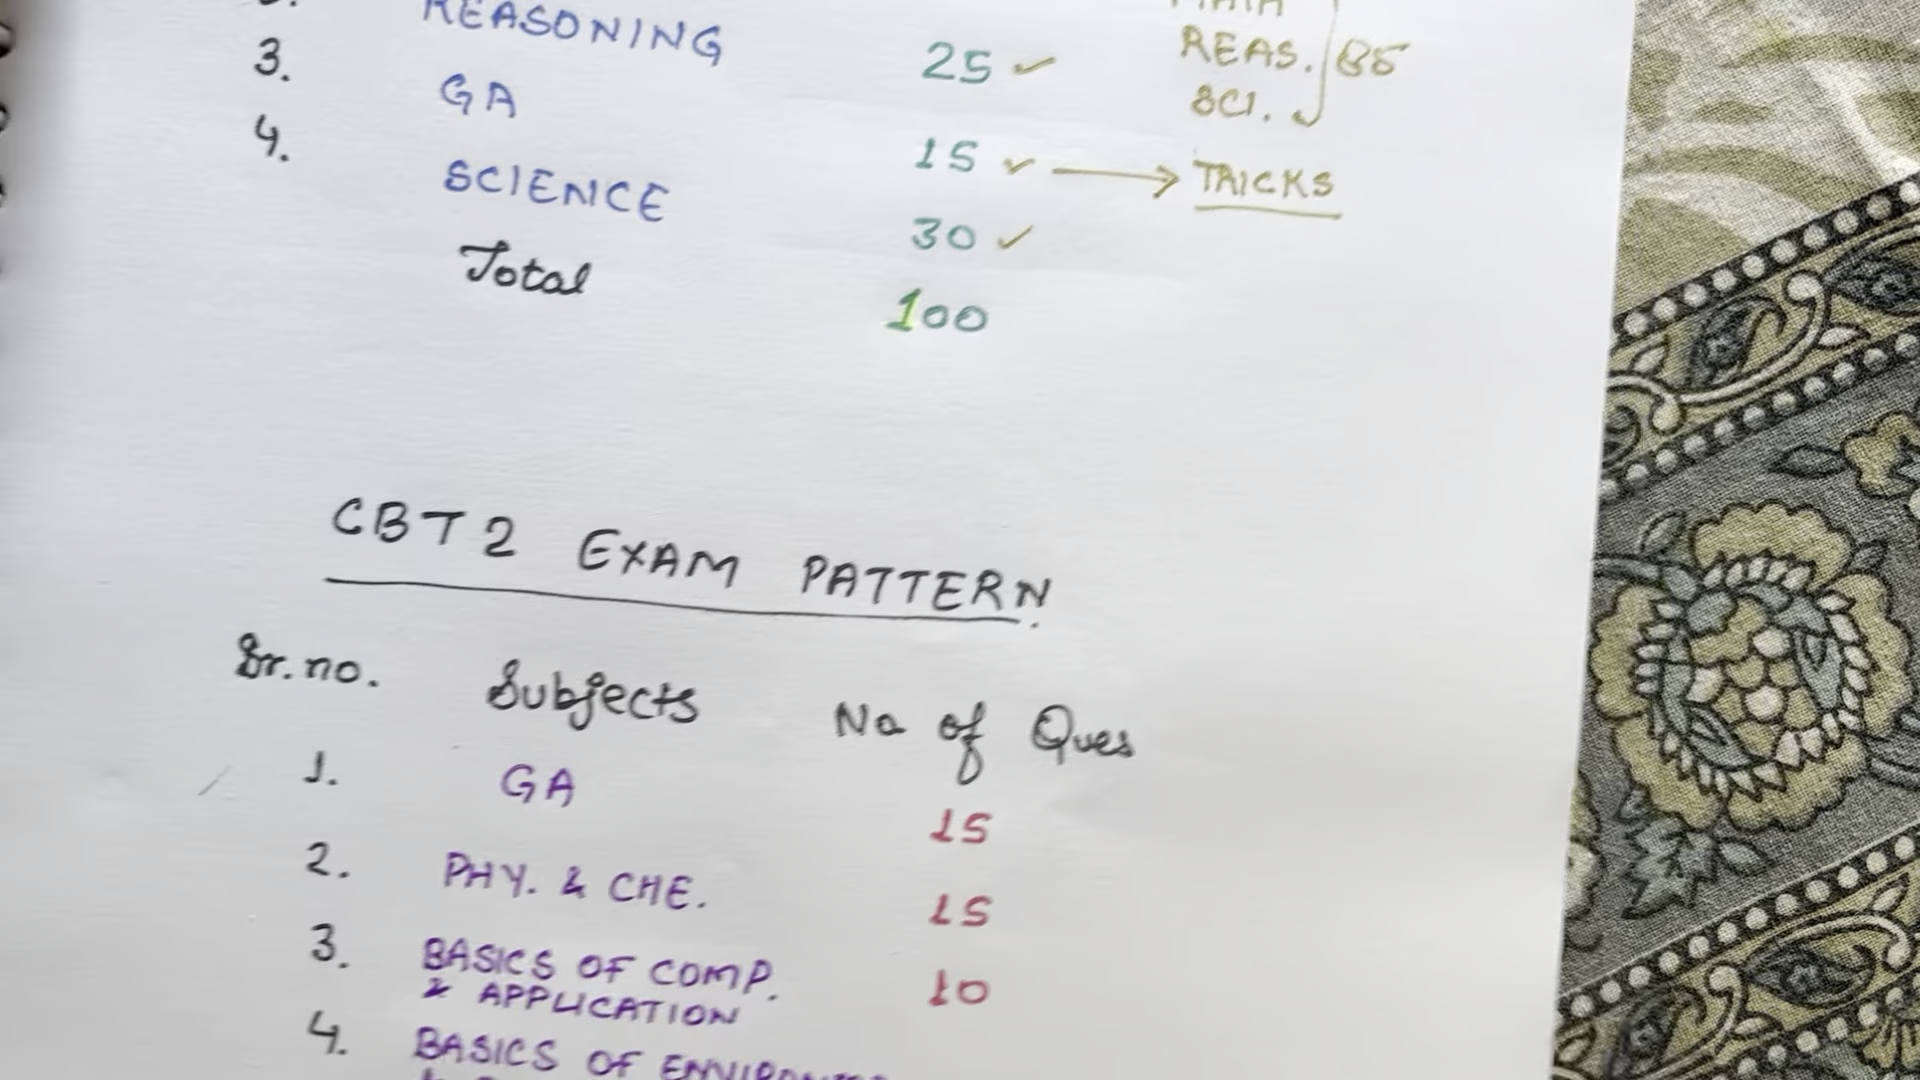 REASONING 25 ✓
3. GA 15 ✓ → TRICKS
4. SCIENCE 30 ✓
Total 100
MATH
REAS. 85
SCI.
CBT 2 EXAM PATTERN.
Sr. no. Subjects No of Ques
1. GA 15
2. PHY. & CHE. 15
3. BASICS OF COMP. 10
& APPLICATION
4. BASICS OF